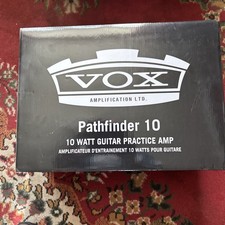 VOX
AMPLIFICATION LTD.
Pathfinder 10
10 WATT GUITAR PRACTICE AMP
AMPLIFICATEUR D'ENTRAINEMENT 10 WATTS POUR GUITARE